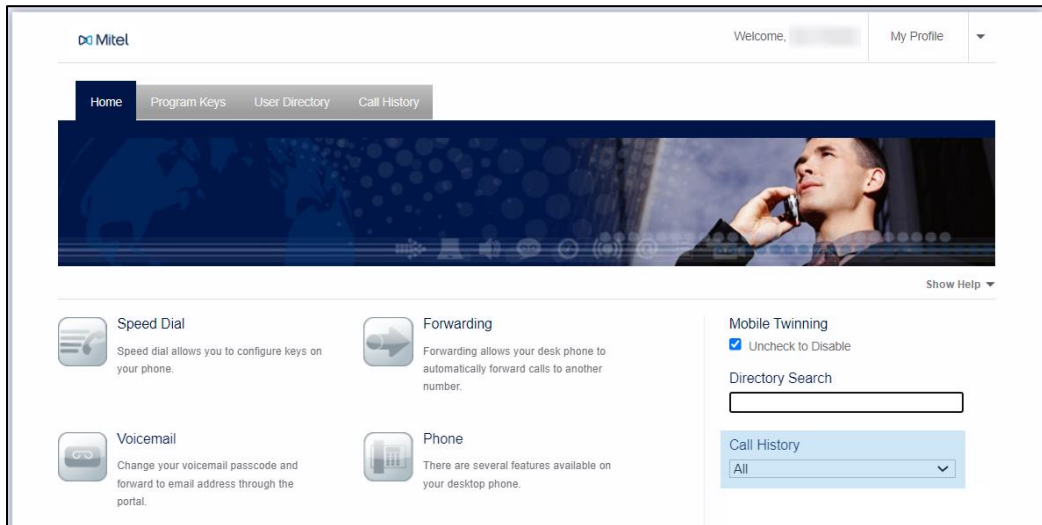 Mitel
Welcome,
My Profile
Home
Program Keys
User Directory
Call History
Show Help
Speed Dial
Speed dial allows you to configure keys on
your phone.
Forwarding
Forwarding allows your desk phone to
automatically forward calls to another
number.
Mobile Twinning
Uncheck to Disable
Directory Search
Voicemail
Change your voicemail passcode and
forward to email address through the
portal.
Phone
There are several features available on
your desktop phone.
Call History
All